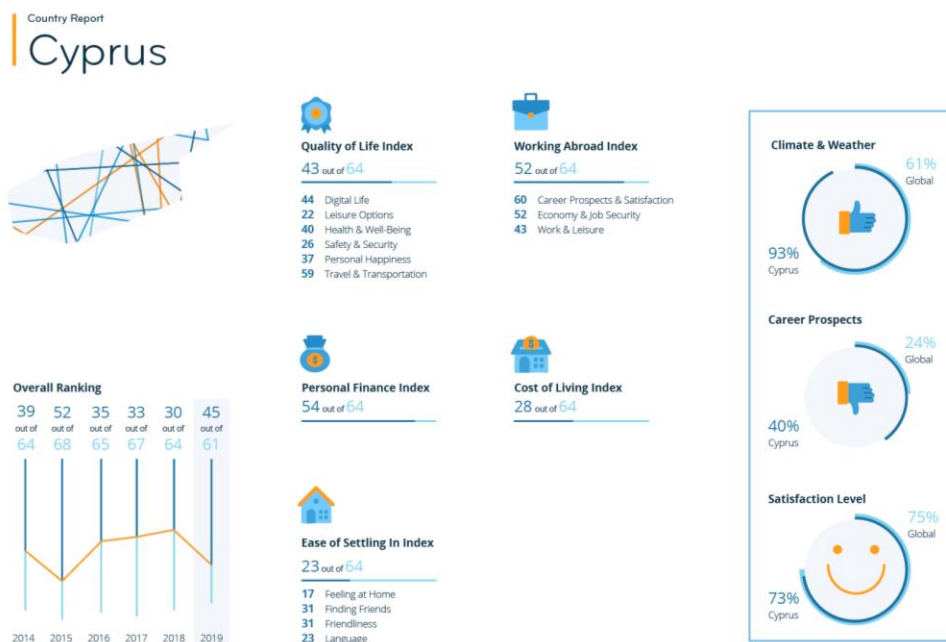 Country Report
Cyprus
Quality of Life Index
43 out of 64
44 Digital Life
22 Leisure Options
40 Health & Well-Being
26 Safety & Security
37 Personal Happiness
59 Travel & Transportation
Working Abroad Index
52 out of 64
60 Career Prospects & Satisfaction
52 Economy & Job Security
43 Work & Leisure
Climate & Weather
61%
Global
93%
Cyprus
Overall Ranking
39 52 35 33 30 45
out of out of out of out of out of out of
64 68 65 67 64 61
2014 2015 2016 2017 2018 2019
Personal Finance Index
54 out of 64
Cost of Living Index
28 out of 64
Career Prospects
24%
Global
40%
Cyprus
Ease of Settling In Index
23 out of 64
17 Feeling at Home
31 Finding Friends
31 Friendliness
23 Language
Satisfaction Level
75%
Global
73%
Cyprus